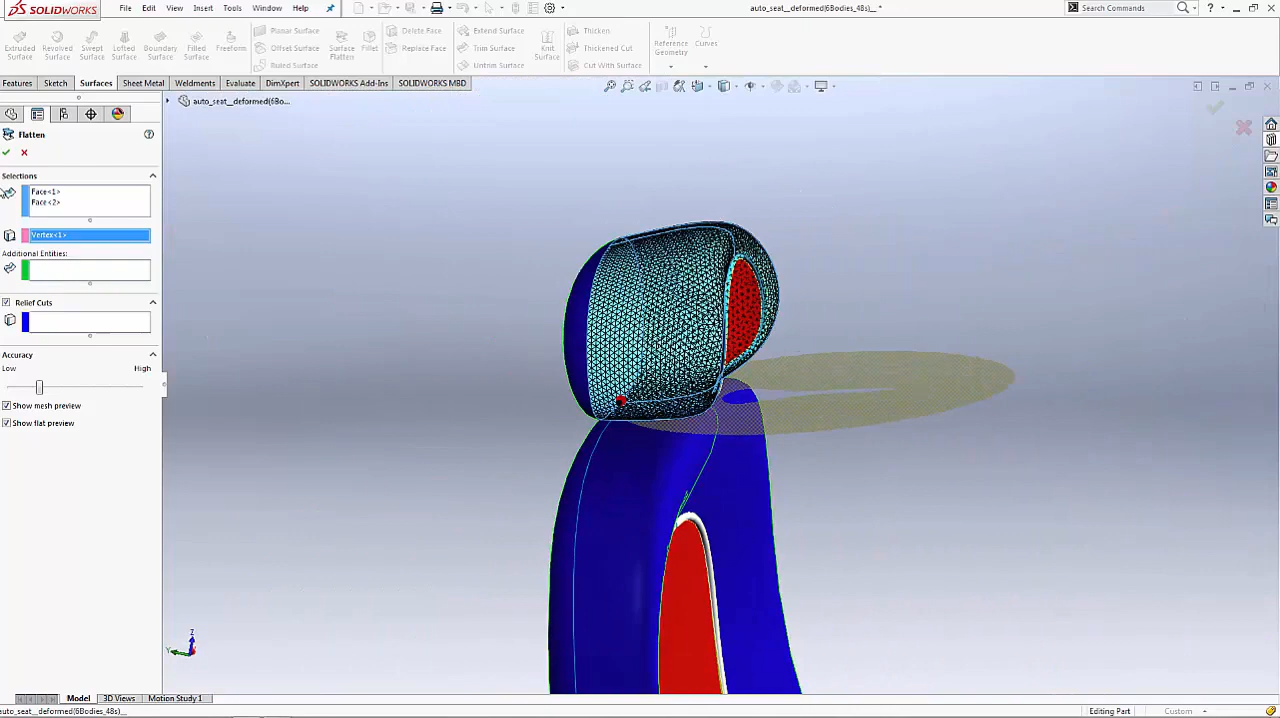 SOLIDWORKS
File Edit View Insert Tools Window Help
auto_seat__deformed(6Bodies_48s)__ *
Search Commands
Extruded Surface
Revolved Surface
Swept Surface
Lofted Surface
Boundary Surface
Filled Surface
Freeform
Planar Surface
Offset Surface
Ruled Surface
Surface Flatten
Fillet
Delete Face
Replace Face
Extend Surface
Trim Surface
Untrim Surface
Knit Surface
Thicken
Thickened Cut
Cut With Surface
Reference Geometry
Curves
Features Sketch Surfaces Sheet Metal Weldments Evaluate DimXpert SOLIDWORKS Add-Ins SOLIDWORKS MBD
auto_seat__deformed(6Bo...
Flatten
Selections
Face<1>
Face<2>
Vertex<1>
Additional Entities:
Relief Cuts
Accuracy
Low High
Show mesh preview
Show flat preview
Z
Y
Model 3D Views Motion Study 1
auto_seat__deformed(6Bodies_48s)__
Editing Part
Custom